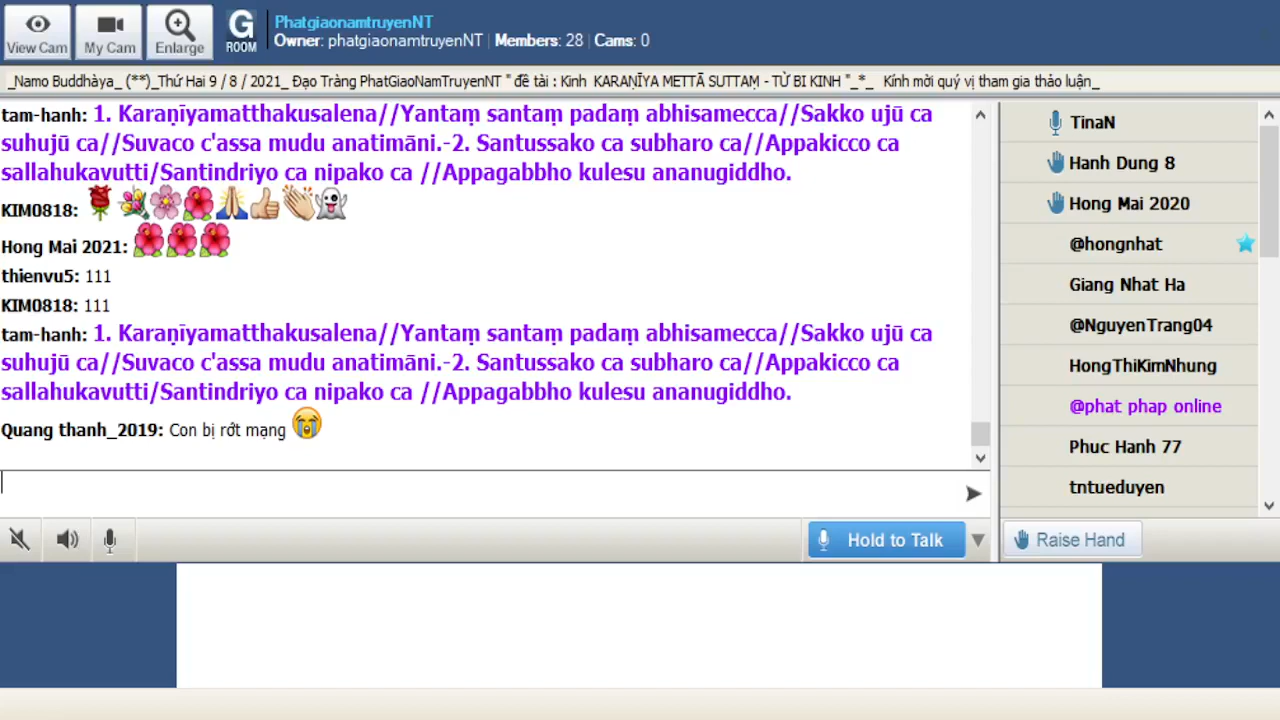 View Cam
My Cam
Enlarge
G
ROOM
PhatgiaonamtruyenNT
Owner: phatgiaonamtruyenNT | Members: 28 | Cams: 0
_Namo Buddhàya_ (**)_Thứ Hai 9 / 8 / 2021_ Đạo Tràng PhatGiaoNamTruyenNT " đề tài : Kinh KARAṆĪYA METTĀ SUTTAṂ - TỪ BI KINH "_*_ Kính mời quý vị tham gia thảo luận_
tam-hanh: 1. Karaṇīyamatthakusalena//Yantaṃ santaṃ padaṃ abhisamecca//Sakko ujū ca
suhujū ca//Suvaco c'assa mudu anatimāni.-2. Santussako ca subharo ca//Appakicco ca
sallahukavutti/Santindriyo ca nipako ca //Appagabbho kulesu ananugiddho.
KIM0818:
Hong Mai 2021:
thienvu5: 111
KIM0818: 111
tam-hanh: 1. Karaṇīyamatthakusalena//Yantaṃ santaṃ padaṃ abhisamecca//Sakko ujū ca
suhujū ca//Suvaco c'assa mudu anatimāni.-2. Santussako ca subharo ca//Appakicco ca
sallahukavutti/Santindriyo ca nipako ca //Appagabbho kulesu ananugiddho.
Quang thanh_2019: Con bị rớt mạng
Hold to Talk
TinaN
Hanh Dung 8
Hong Mai 2020
@hongnhat
Giang Nhat Ha
@NguyenTrang04
HongThiKimNhung
@phat phap online
Phuc Hanh 77
tntueduyen
Raise Hand